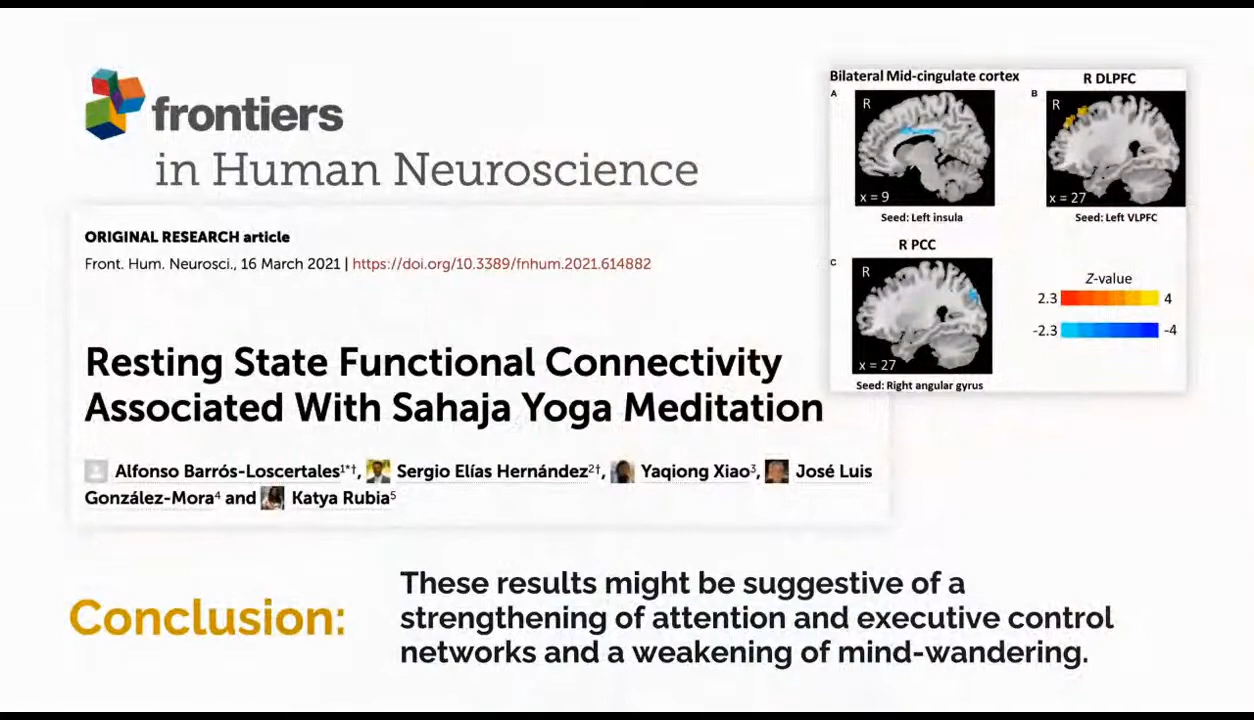 frontiers
in Human Neuroscience
ORIGINAL RESEARCH article
Front. Hum. Neurosci., 16 March 2021 | https://doi.org/10.3389/fnhum.2021.614882
Resting State Functional Connectivity
Associated With Sahaja Yoga Meditation
Alfonso Barrós-Loscertales1*†, Sergio Elías Hernández2†, Yaqiong Xiao3, José Luis
González-Mora4 and Katya Rubia5
Bilateral Mid-cingulate cortex
A
R
x = 9
Seed: Left insula
R DLPFC
B
R
x = 27
Seed: Left VLPFC
R PCC
C
R
x = 27
Seed: Right angular gyrus
Z-value
2.3 4
-2.3 -4
Conclusion:
These results might be suggestive of a
strengthening of attention and executive control
networks and a weakening of mind-wandering.